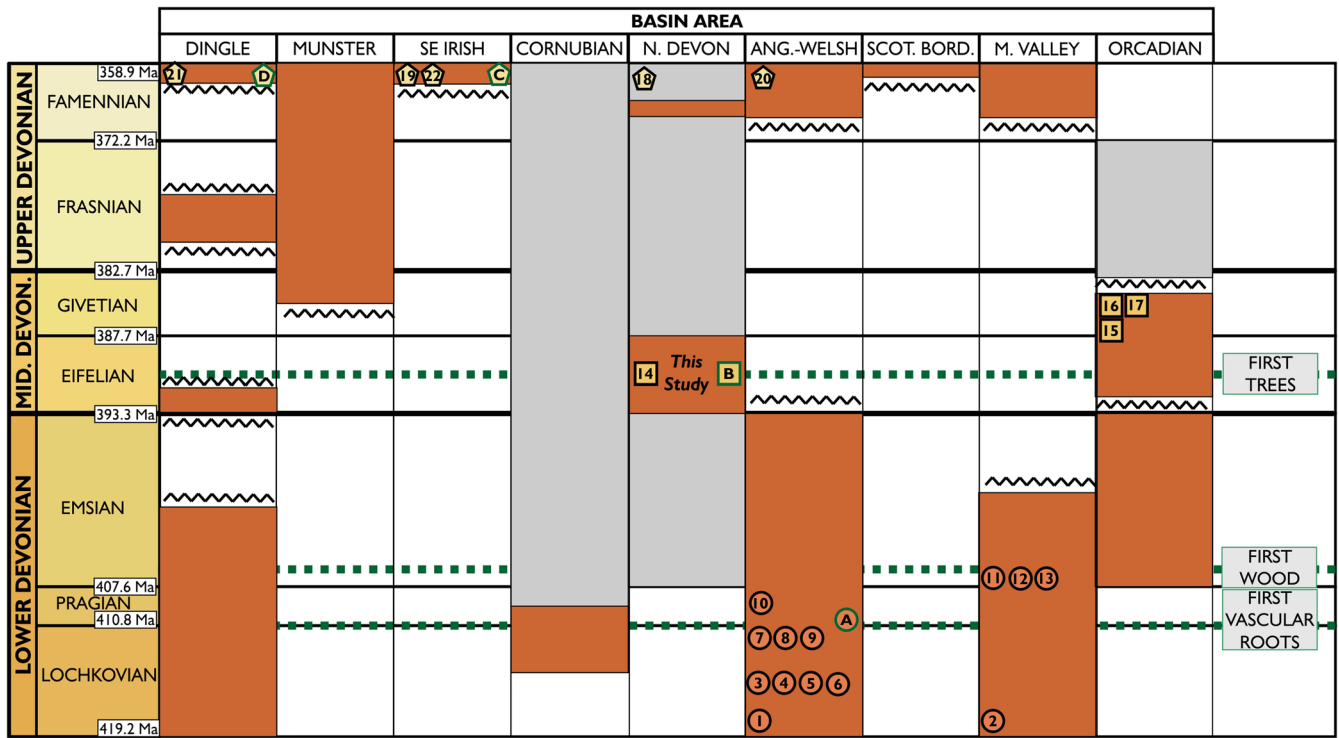 BASIN AREA
DINGLE MUNSTER SE IRISH CORNUBIAN N. DEVON ANG.-WELSH SCOT. BORD. M. VALLEY ORCADIAN
UPPER DEVONIAN
358.9 Ma
21 D 19 22 C 18 20
FAMENNIAN
372.2 Ma
FRASNIAN
382.7 Ma
MID. DEVON.
GIVETIAN
16 17
15
387.7 Ma
EIFELIAN
14 This
Study
B
FIRST
TREES
393.3 Ma
LOWER DEVONIAN
EMSIAN
11 12 13
FIRST
WOOD
407.6 Ma
PRAGIAN
10
410.8 Ma
A
FIRST
VASCULAR
ROOTS
7 8 9
LOCHKOVIAN
3 4 5 6
1 2
419.2 Ma